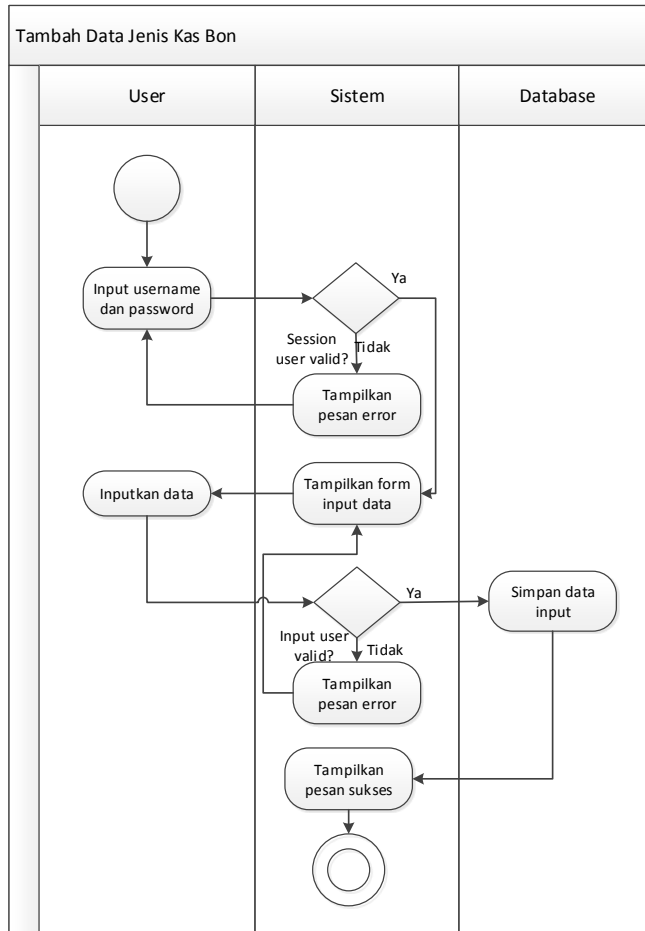 Tambah Data Jenis Kas Bon
User
Sistem
Database
Input username
dan password
Ya
Session
user valid?
Tidak
Tampilkan
pesan error
Inputkan data
Tampilkan form
input data
Ya
Simpan data
input
Input user
valid?
Tidak
Tampilkan
pesan error
Tampilkan
pesan sukses